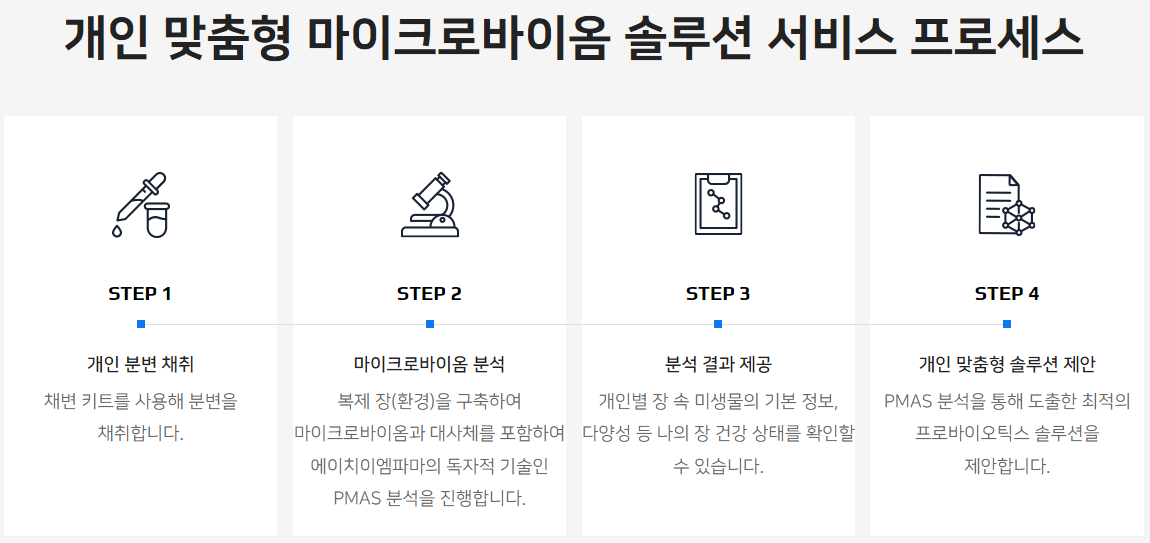 개인 맞춤형 마이크로바이옴 솔루션 서비스 프로세스
STEP 1
개인 분변 채취
채변 키트를 사용해 분변을
채취합니다.
STEP 2
마이크로바이옴 분석
복제 장(환경)을 구축하여
마이크로바이옴과 대사체를 포함하여
에이치이엠파마의 독자적 기술인
PMAS 분석을 진행합니다.
STEP 3
분석 결과 제공
개인별 장 속 미생물의 기본 정보,
다양성 등 나의 장 건강 상태를 확인할
수 있습니다.
STEP 4
개인 맞춤형 솔루션 제안
PMAS 분석을 통해 도출한 최적의
프로바이오틱스 솔루션을
제안합니다.